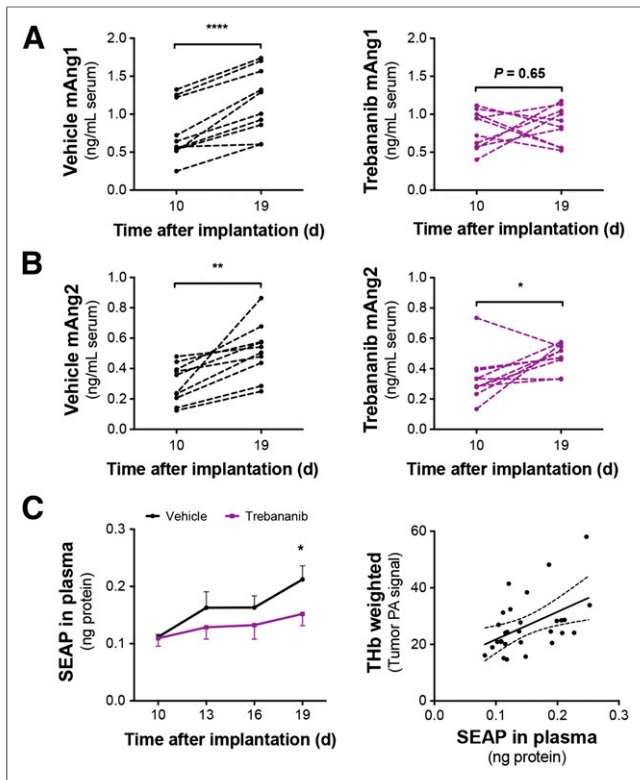 A
****
Vehicle mAng1
(ng/mL serum)
2.0
1.5
1.0
0.5
0.0
10
19
Time after implantation (d)
P = 0.65
Trebananib mAng1
(ng/mL serum)
2.0
1.5
1.0
0.5
0.0
10
19
Time after implantation (d)
B
**
Vehicle mAng2
(ng/mL serum)
1.0
0.8
0.6
0.4
0.2
0.0
10
19
Time after implantation (d)
*
Trebananib mAng2
(ng/mL serum)
1.0
0.8
0.6
0.4
0.2
0.0
10
19
Time after implantation (d)
C
Vehicle
Trebananib
*
SEAP in plasma
(ng protein)
0.3
0.2
0.1
0.0
10
13
16
19
Time after implantation (d)
THb weighted
(Tumor PA signal)
60
40
20
0
0.0
0.1
0.2
0.3
SEAP in plasma
(ng protein)